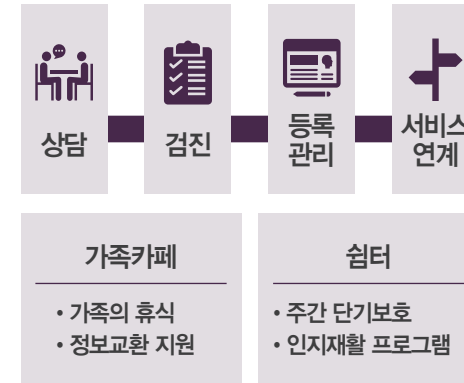 상담
검진
등록
관리
서비스
연계
가족카페
• 가족의 휴식
• 정보교환 지원
쉼터
• 주간 단기보호
• 인지재활 프로그램